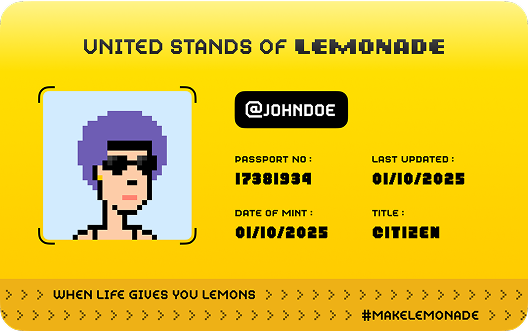 UNITED STANDS OF LEMONADE
@JOHNDOE
PASSPORT NO :
17381934
LAST UPDATED :
01/10/2025
DATE OF MINT :
01/10/2025
TITLE :
CITIZEN
> > > > WHEN LIFE GIVES YOU LEMONS > > > > > > > > > > > > > > >
> > > > > > > > > > > > > > > > > > > > #MAKELEMONADE > >